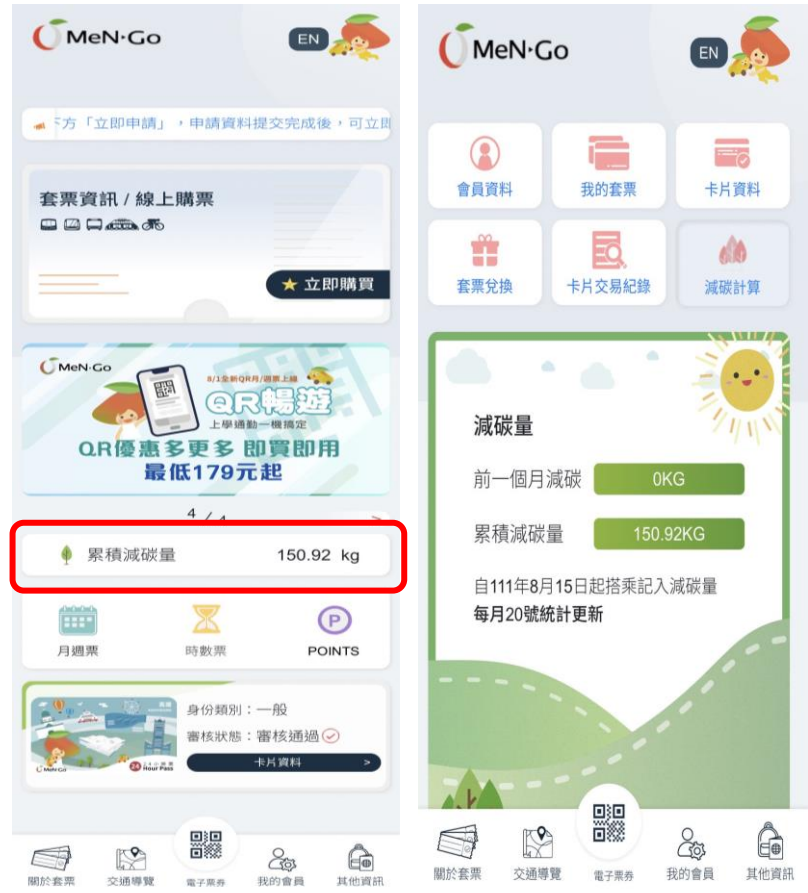 MeN·Go
EN
下方「立即申請」,申請資料提交完成後,可立即
套票資訊 / 線上購票
立即購買
MeN·Go
8/1全新QR月/週票上線
QR暢遊
上學通勤一機搞定
QR優惠多更多 即買即用
最低179元起
4 / 4
>
累積減碳量 150.92 kg
月週票 時數票 POINTS
身份類別:一般
審核狀態:審核通過
卡片資料 >
MeN·Go
24 Hour Pass
關於套票 交通導覽 電子票券 我的會員 其他資訊
MeN·Go
EN
會員資料 我的套票 卡片資料
套票兌換 卡片交易紀錄 減碳計算
減碳量
前一個月減碳 0KG
累積減碳量 150.92KG
自111年8月15日起搭乘記入減碳量
每月20號統計更新
關於套票 交通導覽 電子票券 我的會員 其他資訊